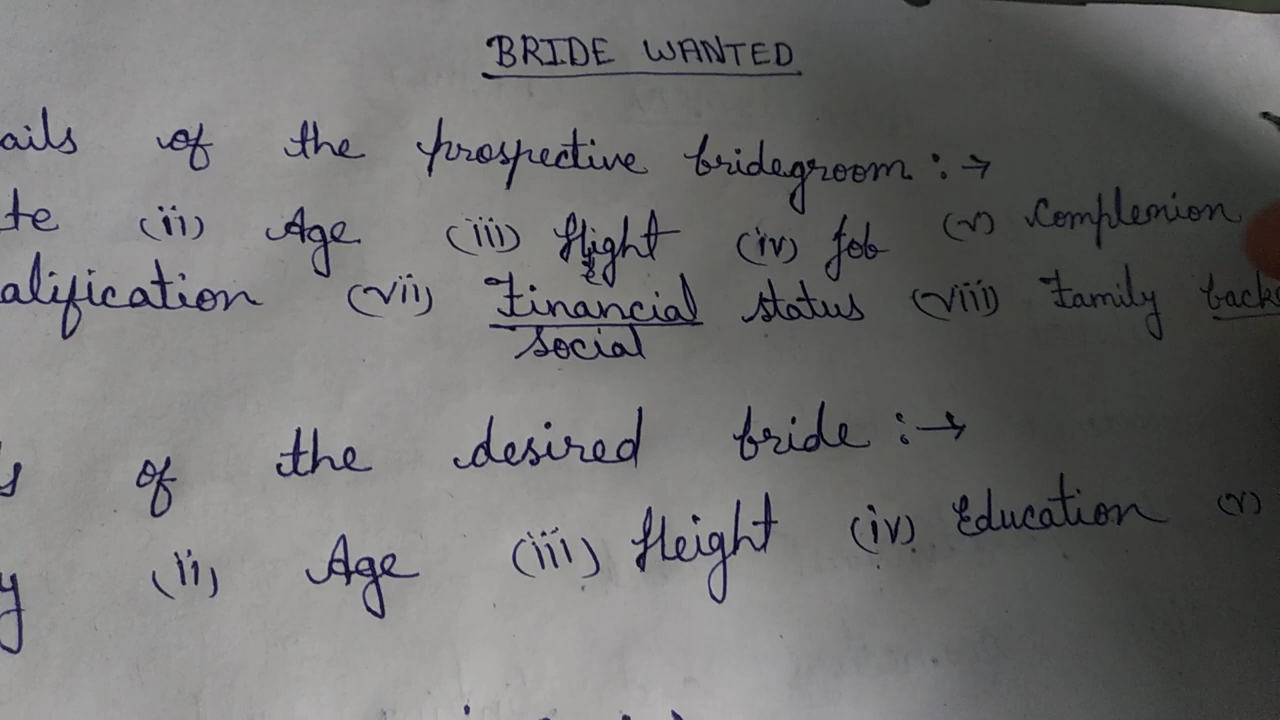 BRIDE WANTED
ails of the prospective bridegroom :→
te (ii) Age (iii) Hight (iv) Job (v) Complexion
e
alification (vii) Financial status (viii) Family back
social
s of the desired bride :→
y (ii) Age (iii) Height (iv) Education (v)